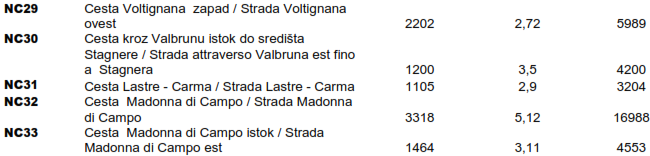 NC29 Cesta Voltignana zapad / Strada Voltignana
ovest 2202 2,72 5989
NC30 Cesta kroz Valbrunu istok do središta
Stagnere / Strada attraverso Valbruna est fino
a Stagnera 1200 3,5 4200
NC31 Cesta Lastre - Carma / Strada Lastre - Carma 1105 2,9 3204
NC32 Cesta Madonna di Campo / Strada Madonna
di Campo 3318 5,12 16988
NC33 Cesta Madonna di Campo istok / Strada
Madonna di Campo est 1464 3,11 4553